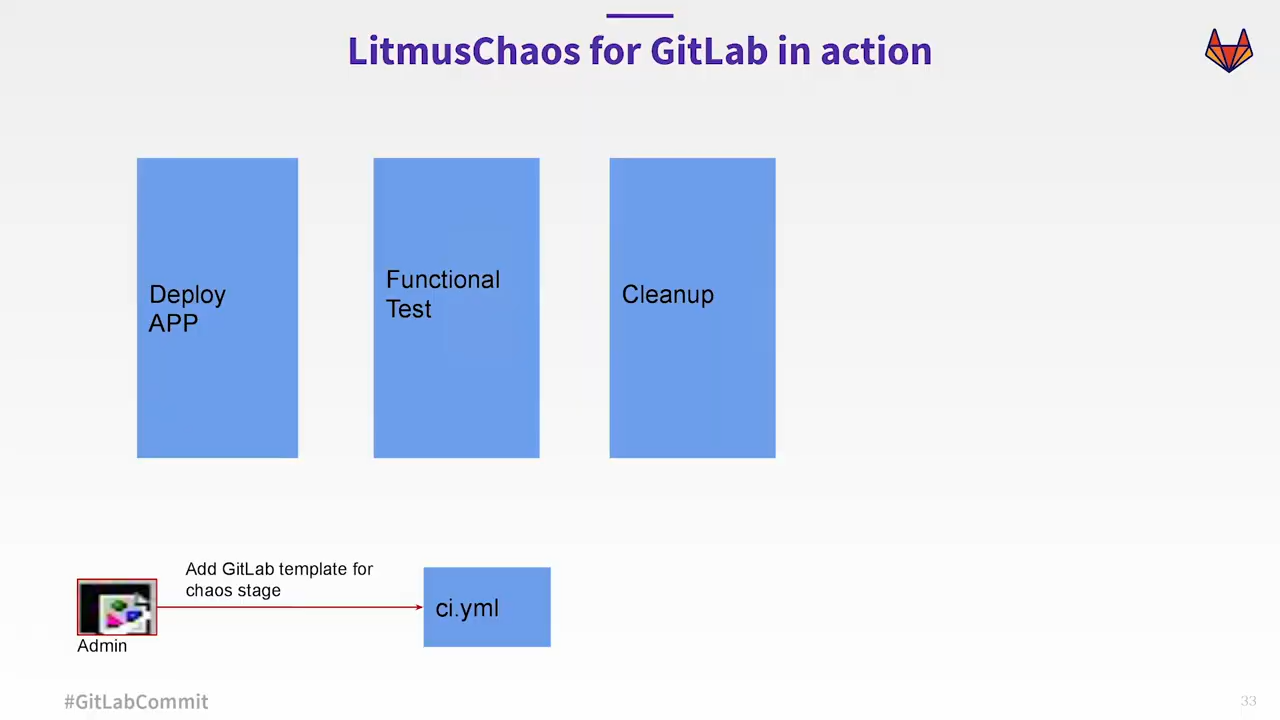 LitmusChaos for GitLab in action
Deploy
APP
Functional
Test
Cleanup
Add GitLab template for
chaos stage
ci.yml
Admin
#GitLabCommit
33